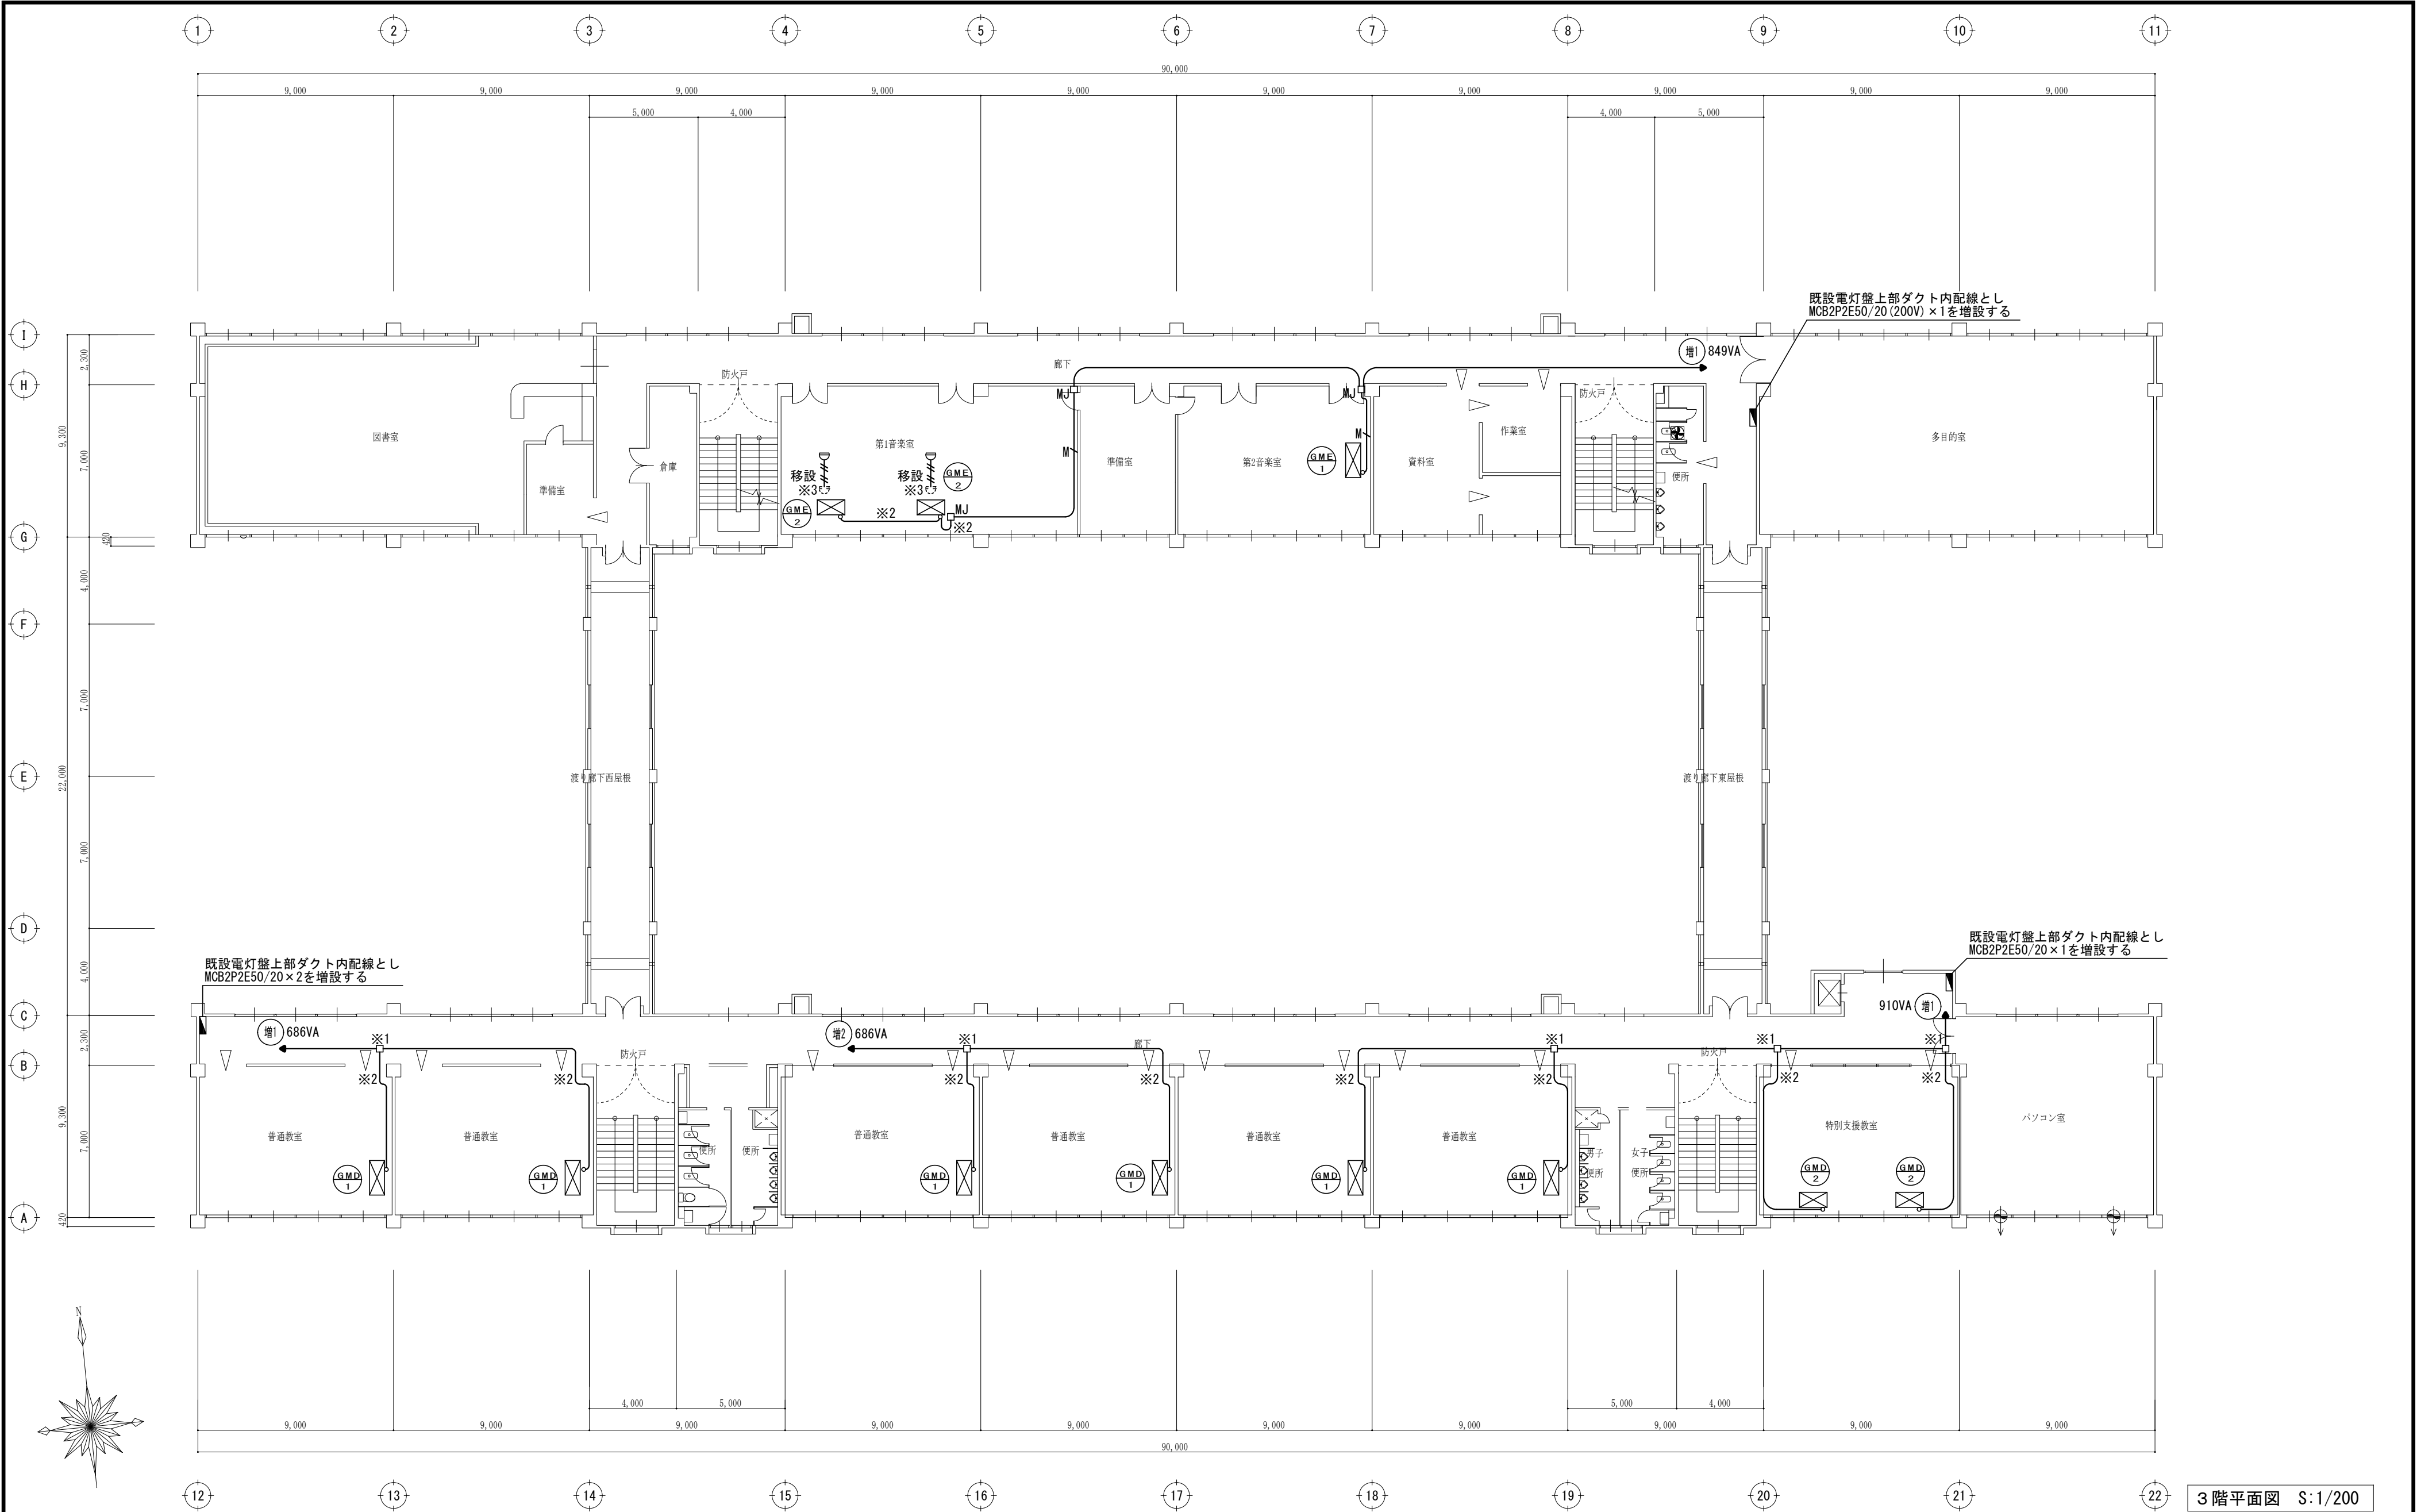 1 2 3 4 5 6 7 8 9 10 11
90,000
9,000 9,000 9,000 9,000 9,000 9,000 9,000 9,000 9,000 9,000
5,000 4,000 4,000 5,000
既設電灯盤上部ダクト内配線とし
MCB2P2E50/20(200V)×1を増設する
I
2,300
増1 849VA
廊下
H
防火戸 防火戸
MJ MJ
9,300
7,000
図書室 第1音楽室 作業室 多目的室
M M
倉庫 準備室 第2音楽室 GME 1 資料室
移設 移設 GME 2 便所
準備室 ※3 ※3
GME 2 ※2 MJ
※2
G
420
4,000
F
7,000
E
22,000
渡り廊下西屋根 渡り廊下東屋根
7,000
D
既設電灯盤上部ダクト内配線とし
MCB2P2E50/20×1を増設する
既設電灯盤上部ダクト内配線とし
MCB2P2E50/20×2を増設する
4,000
C
910VA 増1
増1 686VA 増2 686VA
2,300
※1 ※1 廊下 ※1 ※1 ※1
防火戸 防火戸
B
※2 ※2 ※2 ※2 ※2 ※2 ※2 ※2
9,300
7,000
普通教室 普通教室 普通教室 普通教室 普通教室 普通教室 特別支援教室 パソコン室
便所 便所 男子便所 女子便所
GMD 1 GMD 1 GMD 1 GMD 1 GMD 1 GMD 1 GMD 2 GMD 2
A
420
N
4,000 5,000 5,000 4,000
9,000 9,000 9,000 9,000 9,000 9,000 9,000 9,000 9,000 9,000
90,000
12 13 14 15 16 17 18 19 20 21 22
3階平面図 S:1/200